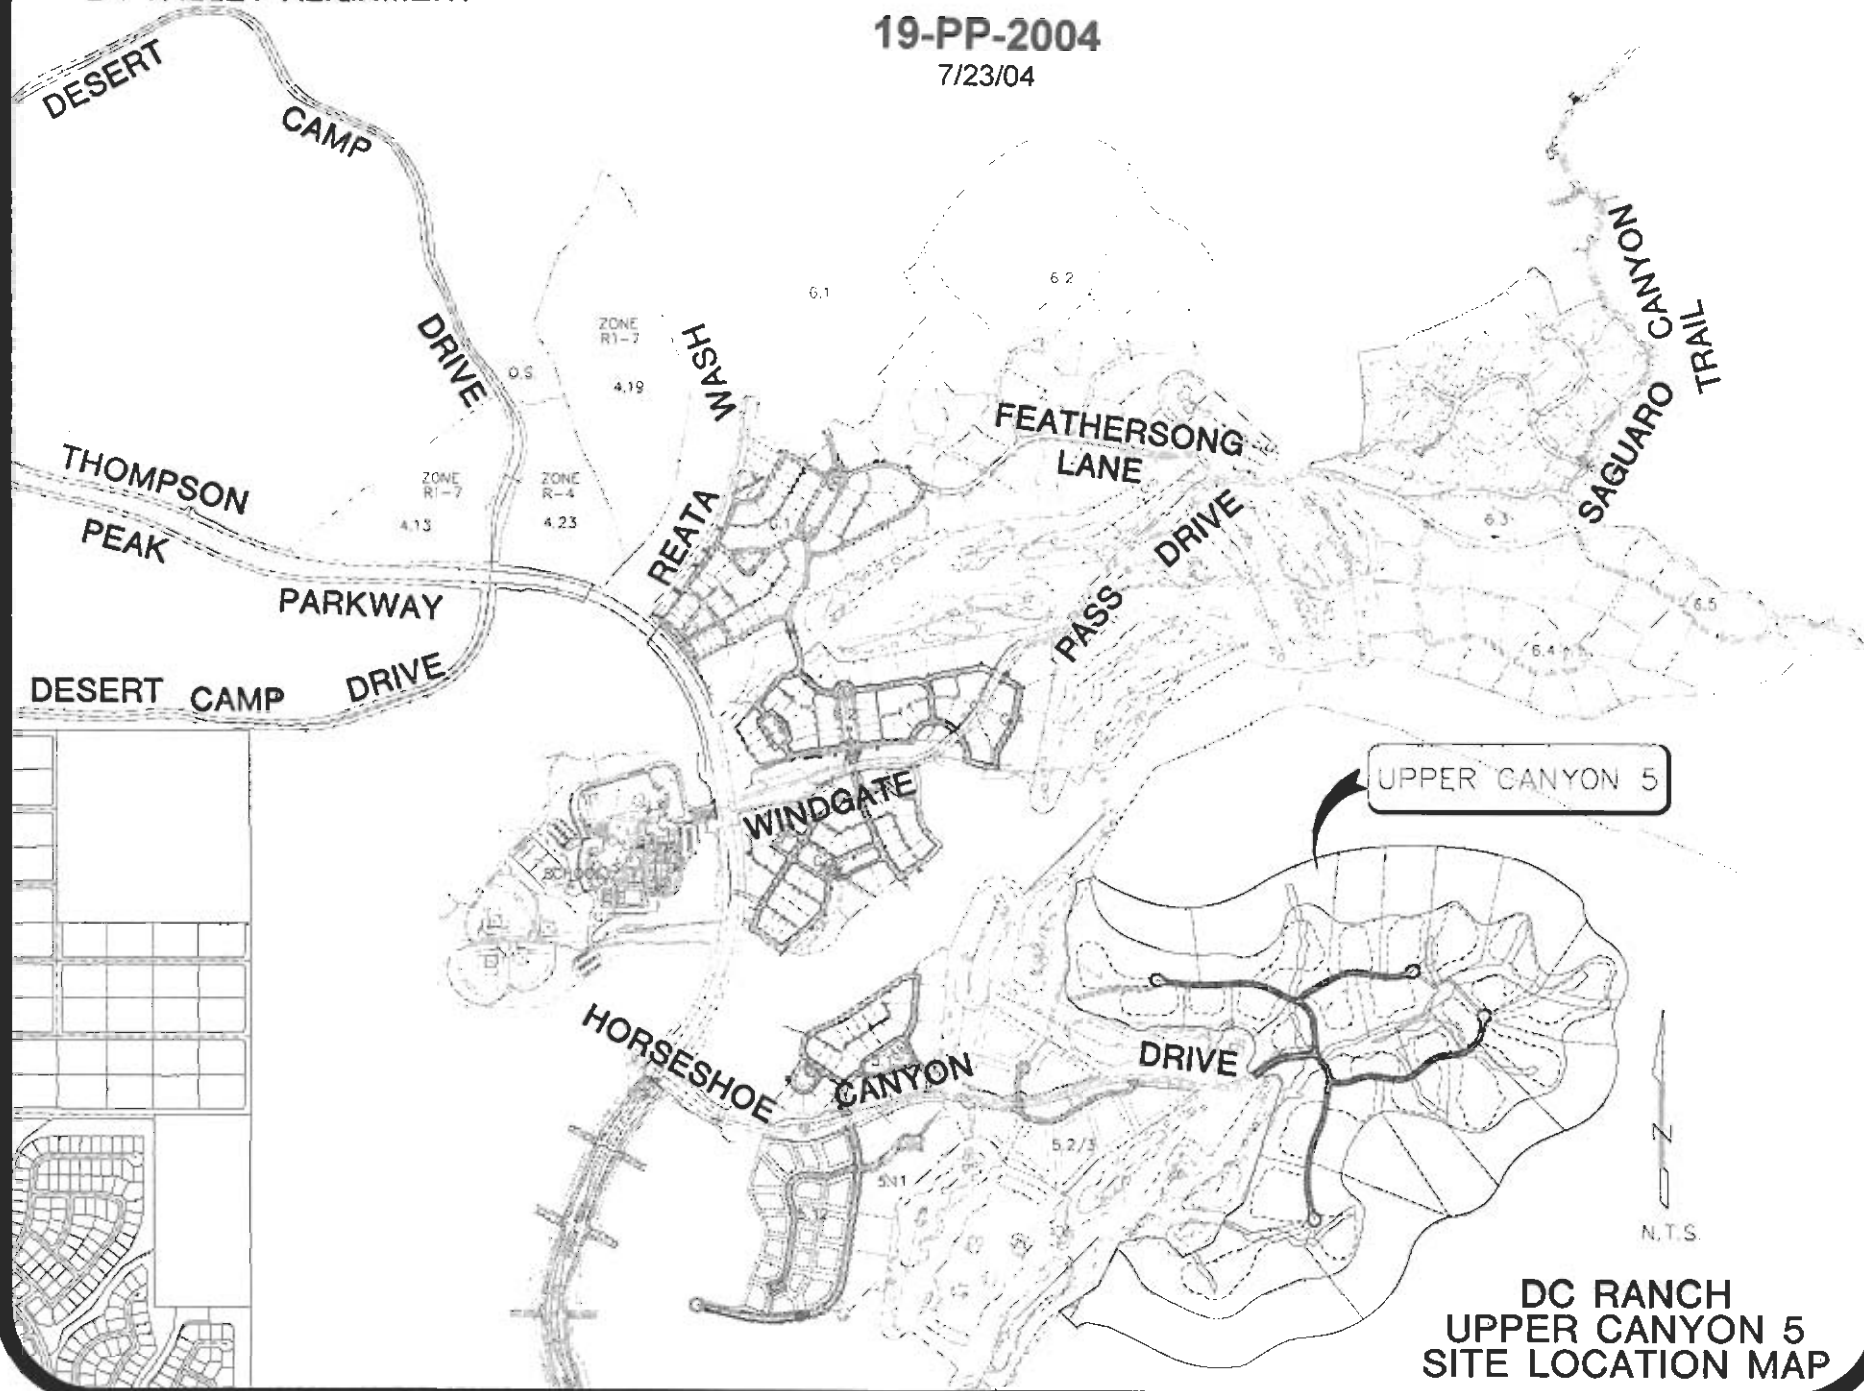 19-PP-2004
7/23/04
DESERT
CAMP
DRIVE
SAGUARO CANYON
TRAIL
6.1
6.2
ZONE
R1-7
4.19
O.S
WASH
REATA
FEATHERSONG
LANE
THOMPSON
PEAK
PARKWAY
ZONE
R1-7
4.13
ZONE
R-4
4.23
6.3
6.5
6.4
PASS DRIVE
DESERT CAMP DRIVE
WINDGATE
UPPER CANYON 5
SCHOOL
HORSESHOE
CANYON
DRIVE
5.2/3
N
N.T.S.
DC RANCH
UPPER CANYON 5
SITE LOCATION MAP